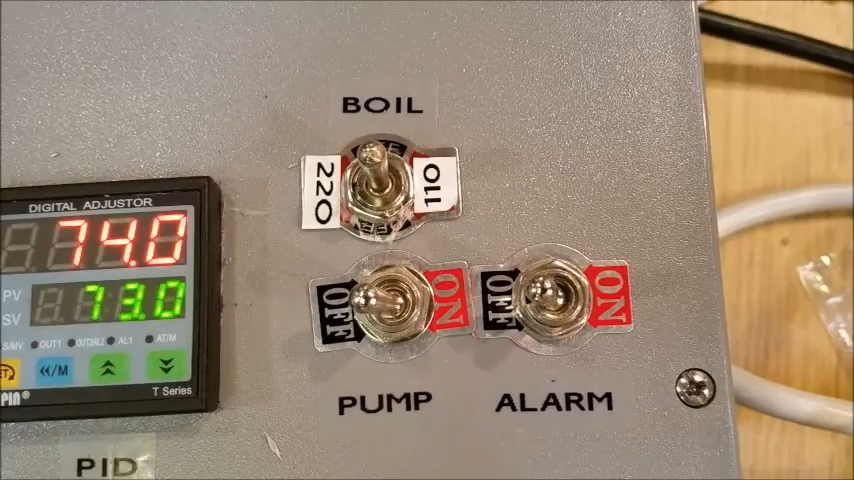 BOIL
220
110
DIGITAL ADJUSTOR
74.0
PV
73.0
SV
OUT1
OUT2/AL2
AL1
AT/M
≪/M
T Series
OFF
ON
OFF
ON
PUMP
ALARM
PID